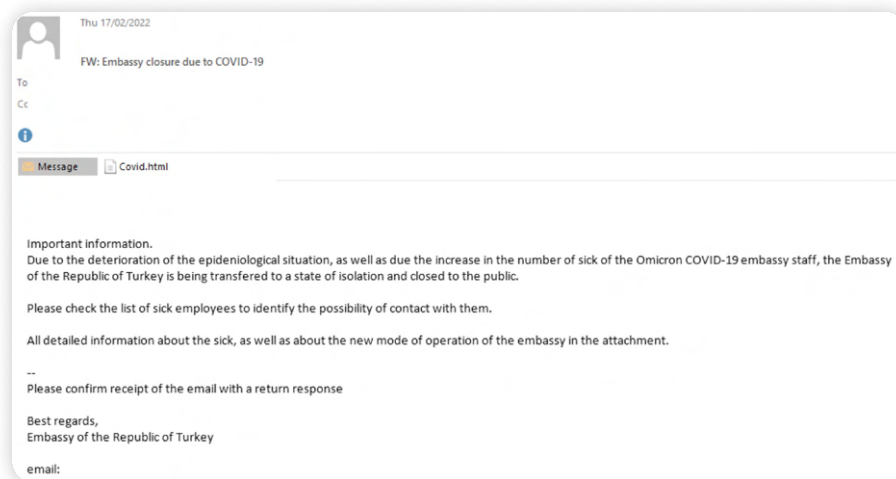 Thu 17/02/2022
FW: Embassy closure due to COVID-19
To
Cc
Message
Covid.html
Important information.
Due to the deterioration of the epideniological situation, as well as due the increase in the number of sick of the Omicron COVID-19 embassy staff, the Embassy
of the Republic of Turkey is being transfered to a state of isolation and closed to the public.
Please check the list of sick employees to identify the possibility of contact with them.
All detailed information about the sick, as well as about the new mode of operation of the embassy in the attachment.
--
Please confirm receipt of the email with a return response
Best regards,
Embassy of the Republic of Turkey
email: